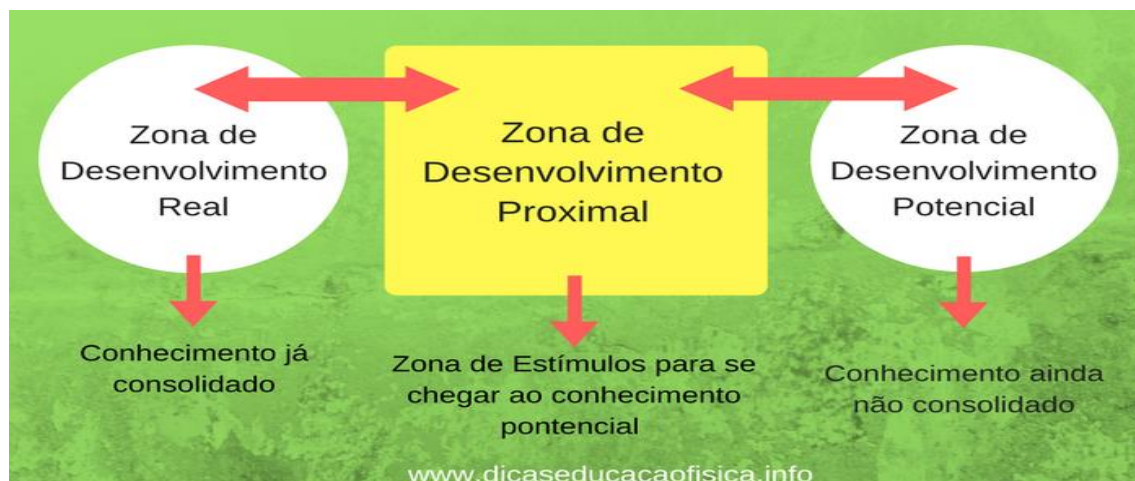 Zona de
Desenvolvimento
Real
Zona de
Desenvolvimento
Proximal
Zona de
Desenvolvimento
Potencial
Conhecimento já
consolidado
Zona de Estímulos para se
chegar ao conhecimento
pontencial
Conhecimento ainda
não consolidado
www.dicaseducacaofisica.info